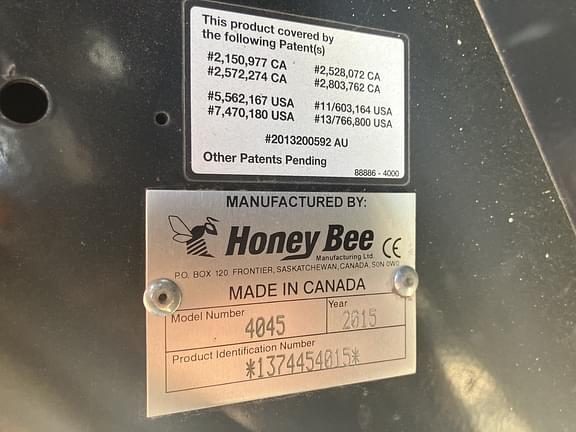 This product covered by
the following Patent(s)
#2,150,977 CA #2,528,072 CA
#2,572,274 CA #2,803,762 CA
#5,562,167 USA #11/603,164 USA
#7,470,180 USA #13/766,800 USA
#2013200592 AU
Other Patents Pending
88886 - 4000
MANUFACTURED BY:
Honey Bee CE
Manufacturing Ltd.
P.O. BOX 120 FRONTIER, SASKATCHEWAN, CANADA, S0N 0W0
MADE IN CANADA
Model Number Year
4045 2015
Product Identification Number
*1374454015*